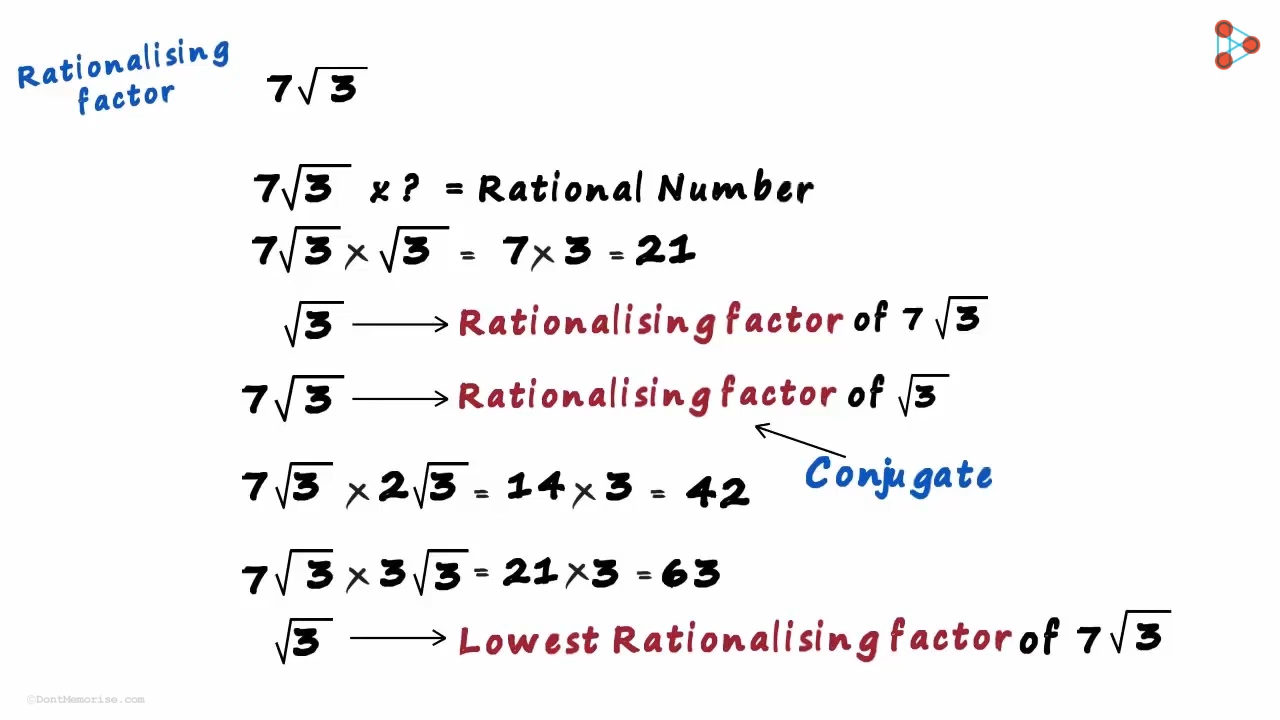 Rationalising
factor
7√3
7√3 x ? = Rational Number
7√3 × √3 = 7 × 3 = 21
√3 → Rationalising factor of 7√3
7√3 → Rationalising factor of √3
Conjugate
7√3 × 2√3 = 14 × 3 = 42
7√3 × 3√3 = 21 × 3 = 63
√3 → Lowest Rationalising factor of 7√3
©DontMemorise.com